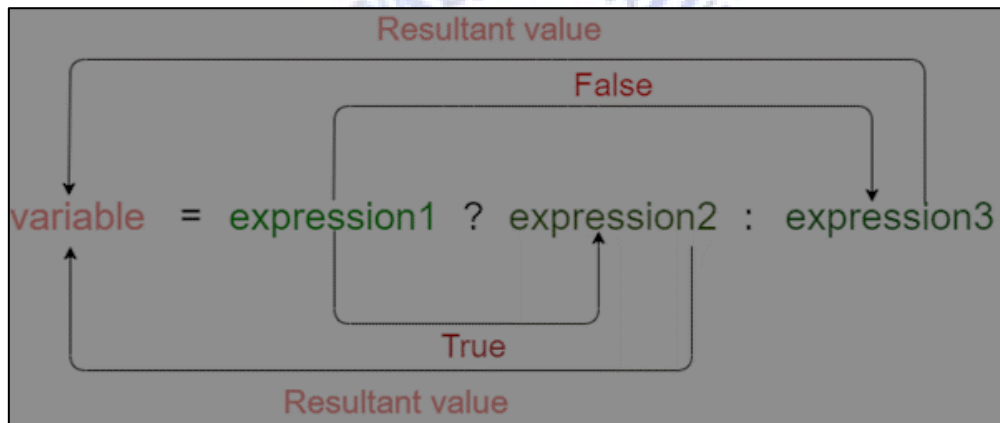 Resultant value
False
variable = expression1 ? expression2 : expression3
True
Resultant value